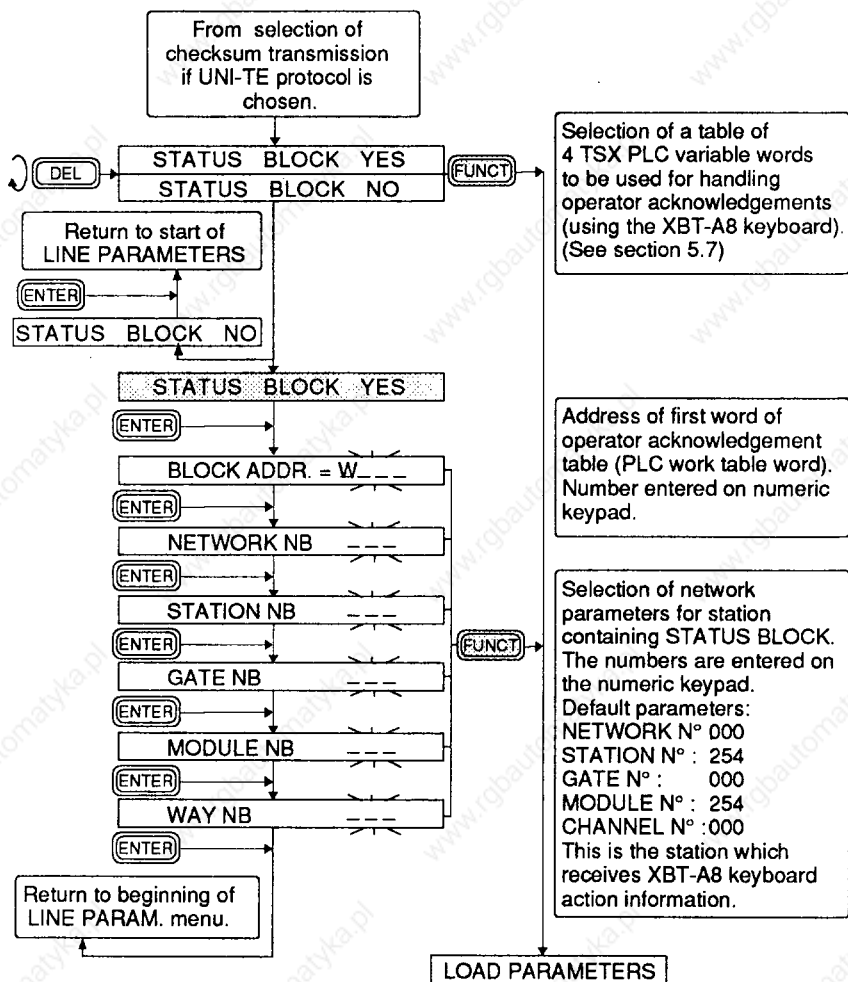 From selection of
checksum transmission
if UNI-TE protocol is
chosen.
DEL
STATUS BLOCK YES
STATUS BLOCK NO
FUNCT
Selection of a table of
4 TSX PLC variable words
to be used for handling
operator acknowledgements
(using the XBT-A8 keyboard).
(See section 5.7)
Return to start of
LINE PARAMETERS
ENTER
STATUS BLOCK NO
STATUS BLOCK YES
ENTER
BLOCK ADDR. = W_ _ _
Address of first word of
operator acknowledgement
table (PLC work table word).
Number entered on numeric
keypad.
ENTER
NETWORK NB _ _ _
ENTER
STATION NB _ _ _
ENTER
GATE NB _ _ _
ENTER
MODULE NB _ _ _
ENTER
WAY NB _ _ _
ENTER
FUNCT
Selection of network
parameters for station
containing STATUS BLOCK.
The numbers are entered on
the numeric keypad.
Default parameters:
NETWORK N° 000
STATION N° : 254
GATE N° : 000
MODULE N° : 254
CHANNEL N° :000
This is the station which
receives XBT-A8 keyboard
action information.
Return to beginning of
LINE PARAM. menu.
LOAD PARAMETERS
www.rgbautomatyka.pl